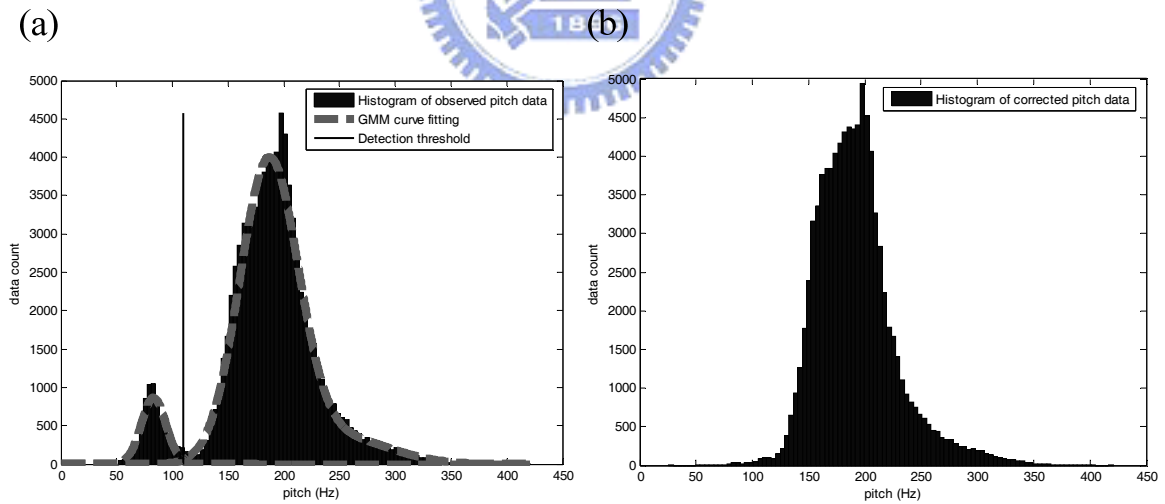 (a)
(b)
1896
5000
4500
4000
3500
3000
2500
2000
1500
1000
500
0
data count
Histogram of observed pitch data
GMM curve fitting
Detection threshold
0 50 100 150 200 250 300 350 400 450
pitch (Hz)
5000
4500
4000
3500
3000
2500
2000
1500
1000
500
0
data count
Histogram of corrected pitch data
0 50 100 150 200 250 300 350 400 450
pitch (Hz)